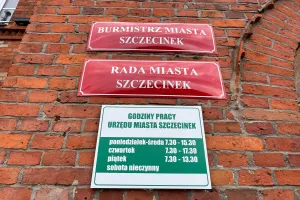 BURMISTRZ MIASTA
SZCZECINEK
RADA MIASTA
SZCZECINEK
GODZINY PRACY
URZĘDU MIASTA SZCZECINEK
poniedziałek-środa 7.30 - 15.30
czwartek 7.30 - 17.30
piątek 7.30 - 13.30
sobota nieczynny